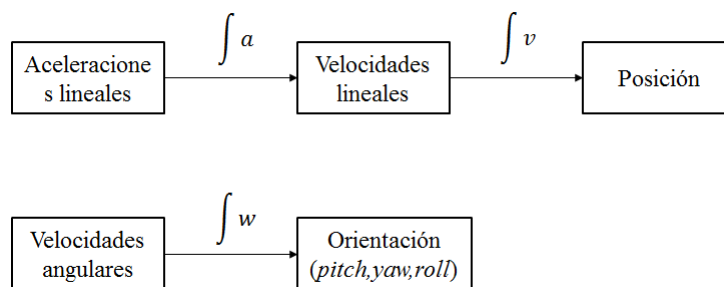 ∫ a
∫ v
Aceleracione
s lineales
Velocidades
lineales
Posición
∫ w
Velocidades
angulares
Orientación
(pitch,yaw,roll)